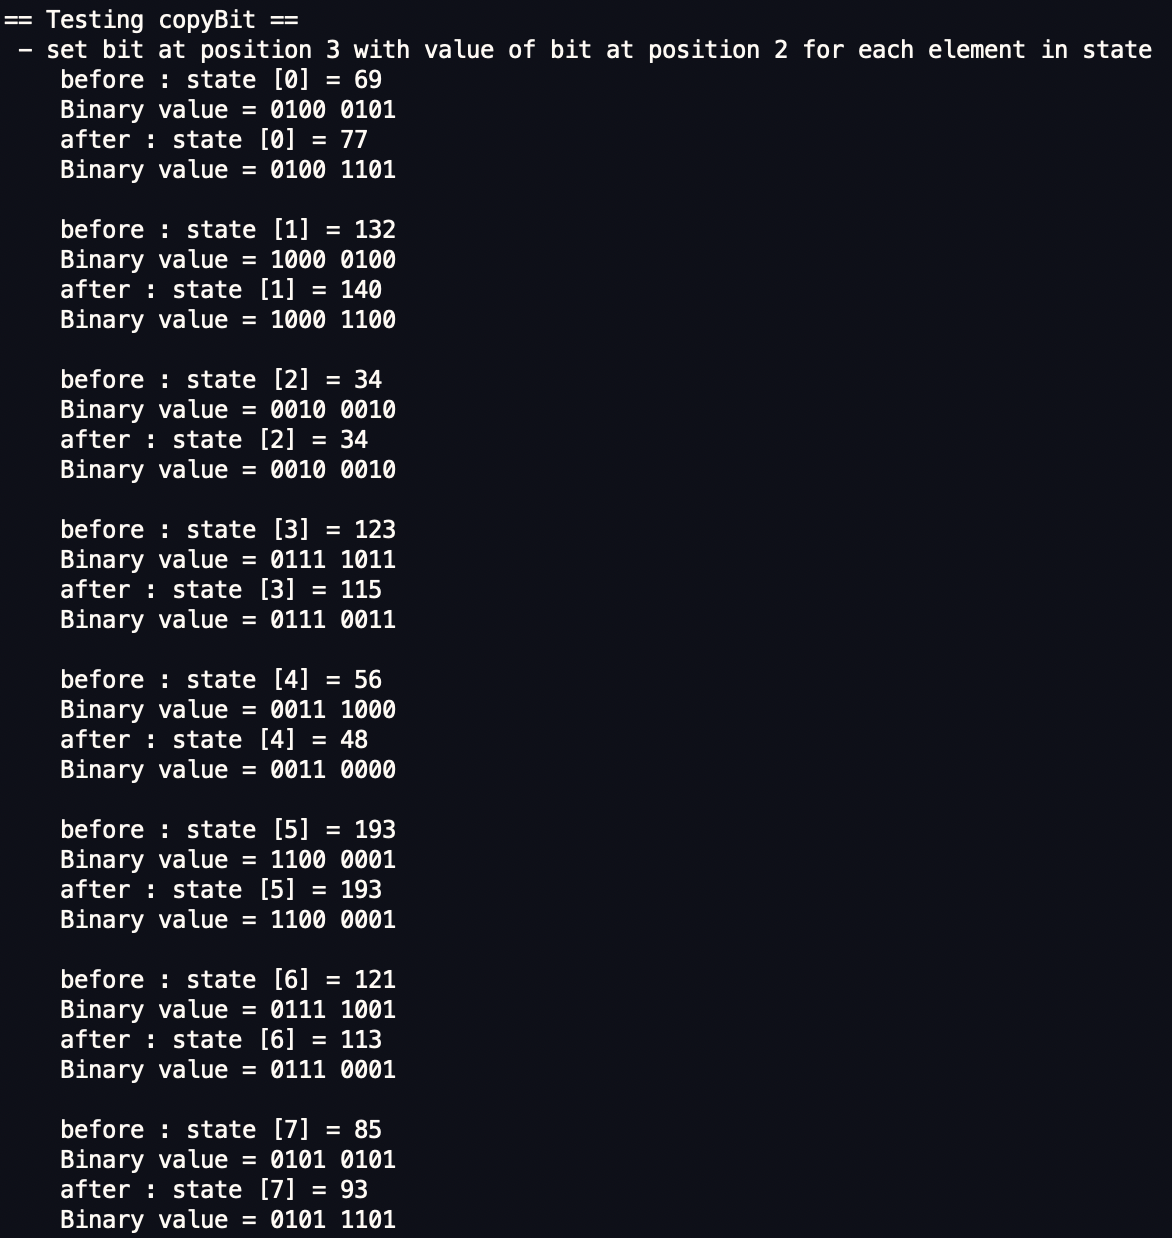 == Testing copyBit ==
 - set bit at position 3 with value of bit at position 2 for each element in state
    before : state [0] = 69
    Binary value = 0100 0101
    after : state [0] = 77
    Binary value = 0100 1101

    before : state [1] = 132
    Binary value = 1000 0100
    after : state [1] = 140
    Binary value = 1000 1100

    before : state [2] = 34
    Binary value = 0010 0010
    after : state [2] = 34
    Binary value = 0010 0010

    before : state [3] = 123
    Binary value = 0111 1011
    after : state [3] = 115
    Binary value = 0111 0011

    before : state [4] = 56
    Binary value = 0011 1000
    after : state [4] = 48
    Binary value = 0011 0000

    before : state [5] = 193
    Binary value = 1100 0001
    after : state [5] = 193
    Binary value = 1100 0001

    before : state [6] = 121
    Binary value = 0111 1001
    after : state [6] = 113
    Binary value = 0111 0001

    before : state [7] = 85
    Binary value = 0101 0101
    after : state [7] = 93
    Binary value = 0101 1101